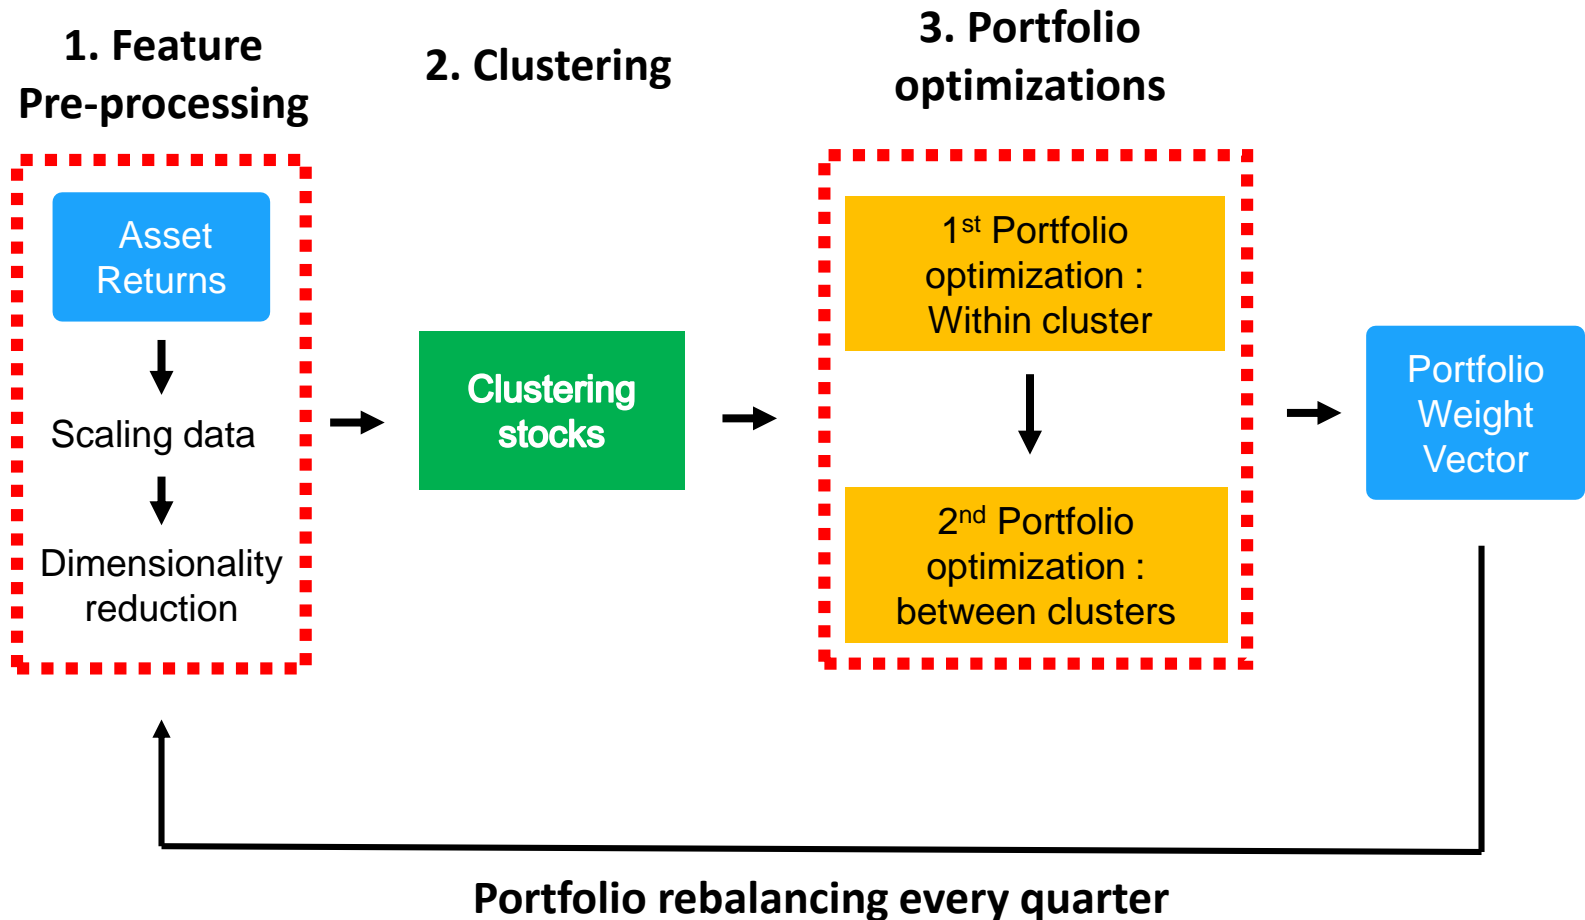 1. Feature
Pre-processing
2. Clustering
3. Portfolio
optimizations
Asset
Returns
Scaling data
Dimensionality
reduction
Clustering
stocks
1st Portfolio
optimization :
Within cluster
2nd Portfolio
optimization :
between clusters
Portfolio
Weight
Vector
Portfolio rebalancing every quarter